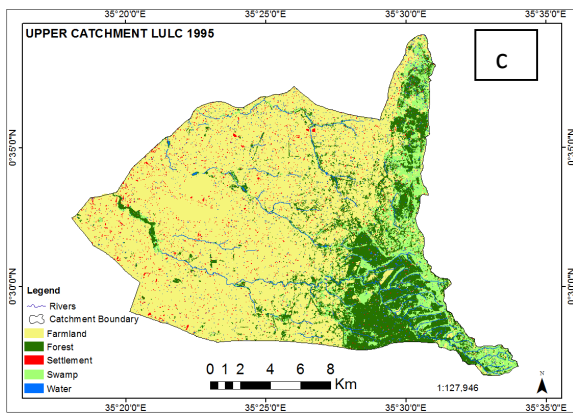 35°20'0"E 35°25'0"E 35°30'0"E 35°35'0"E
UPPER CATCHMENT LULC 1995
C
0°35'0"N 0°35'0"N
0°30'0"N 0°30'0"N
Legend
Rivers
Catchment Boundary
Farmland
Forest
Settlement
Swamp
Water
0 1 2 4 6 8
Km
N
1:127,946
35°20'0"E 35°25'0"E 35°30'0"E 35°35'0"E